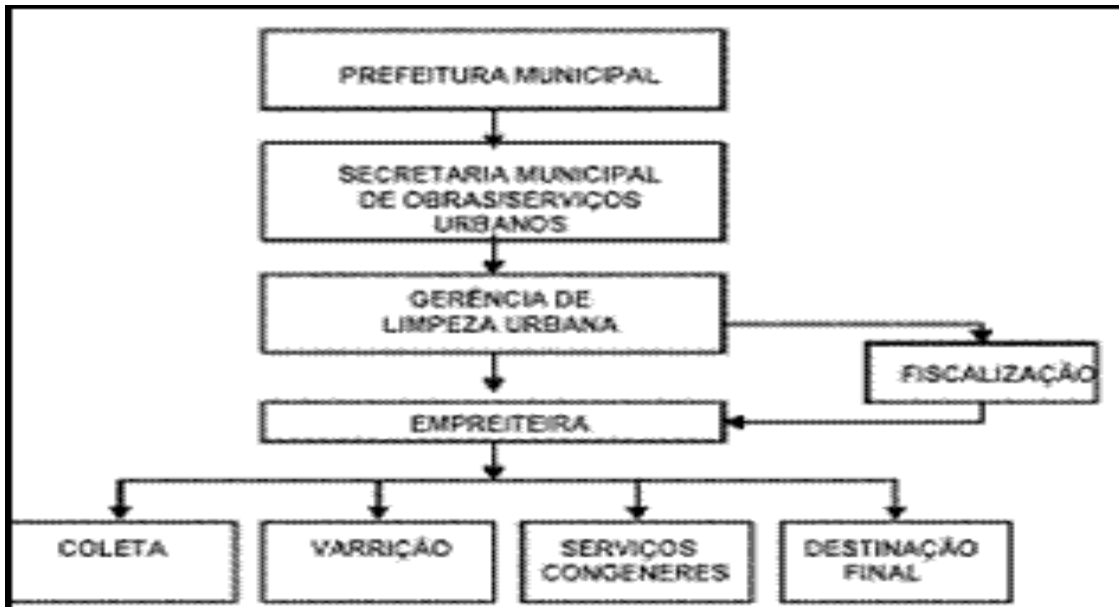 PREFEITURA MUNICIPAL
SECRETARIA MUNICIPAL
DE OBRAS/SERVIÇOS
URBANOS
GERÊNCIA DE
LIMPEZA URBANA
FISCALIZAÇÃO
EMPREITEIRA
COLETA
VARRIÇÃO
SERVIÇOS
CONGENERES
DESTINAÇÃO
FINAL